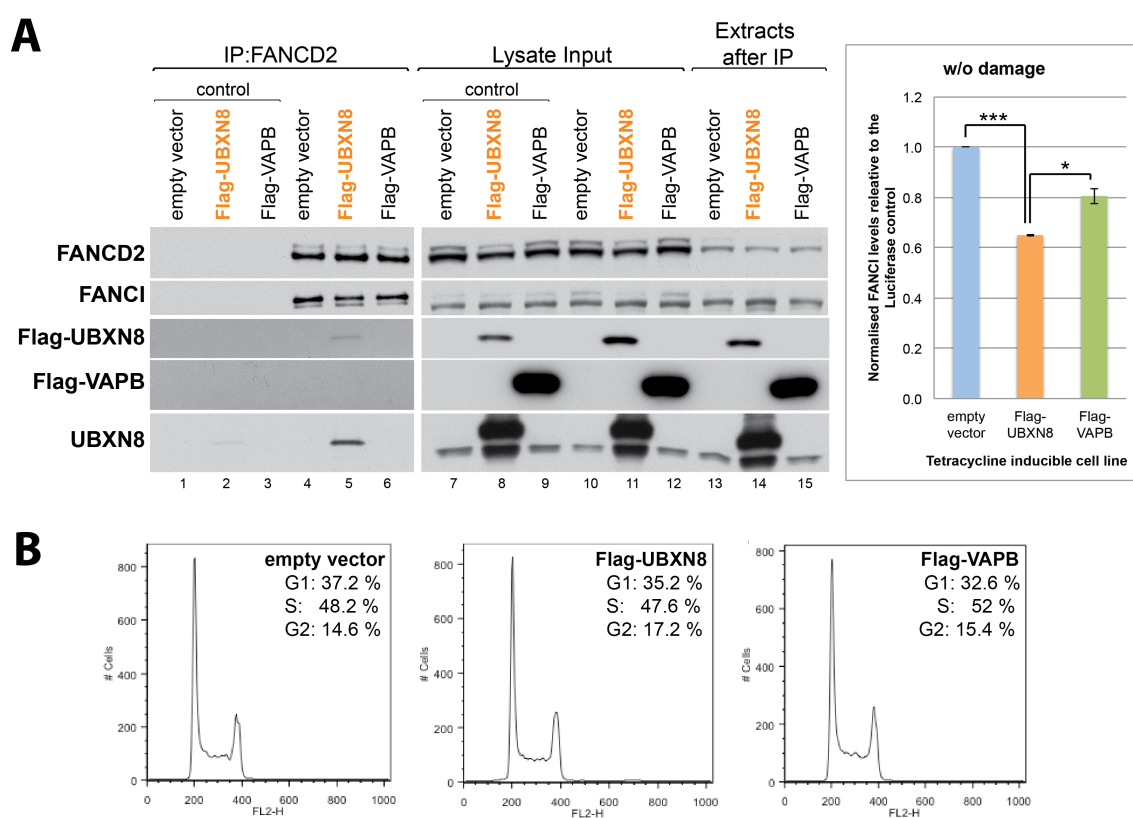 A
IP:FANCD2
Lysate Input
Extracts
after IP
control
control
empty vector
Flag-UBXN8
Flag-VAPB
empty vector
Flag-UBXN8
Flag-VAPB
empty vector
Flag-UBXN8
Flag-VAPB
empty vector
Flag-UBXN8
Flag-VAPB
empty vector
Flag-UBXN8
Flag-VAPB
FANCD2
FANCI
Flag-UBXN8
Flag-VAPB
UBXN8
1 2 3 4 5 6 7 8 9 10 11 12 13 14 15
w/o damage
Normalised FANCI levels releative to the
Luciferase control
1.2
1.0
0.8
0.6
0.4
0.2
0.0
***
*
empty
vector
Flag-
UBXN8
Flag-
VAPB
Tetracycline inducible cell line
B
empty vector
G1: 37.2 %
S: 48.2 %
G2: 14.6 %
# Cells
800
600
400
200
0
0 200 400 600 800 1000
FL2-H
Flag-UBXN8
G1: 35.2 %
S: 47.6 %
G2: 17.2 %
# Cells
800
600
400
200
0
0 200 400 600 800 1000
FL2-H
Flag-VAPB
G1: 32.6 %
S: 52 %
G2: 15.4 %
# Cells
800
600
400
200
0
0 200 400 600 800 1000
FL2-H